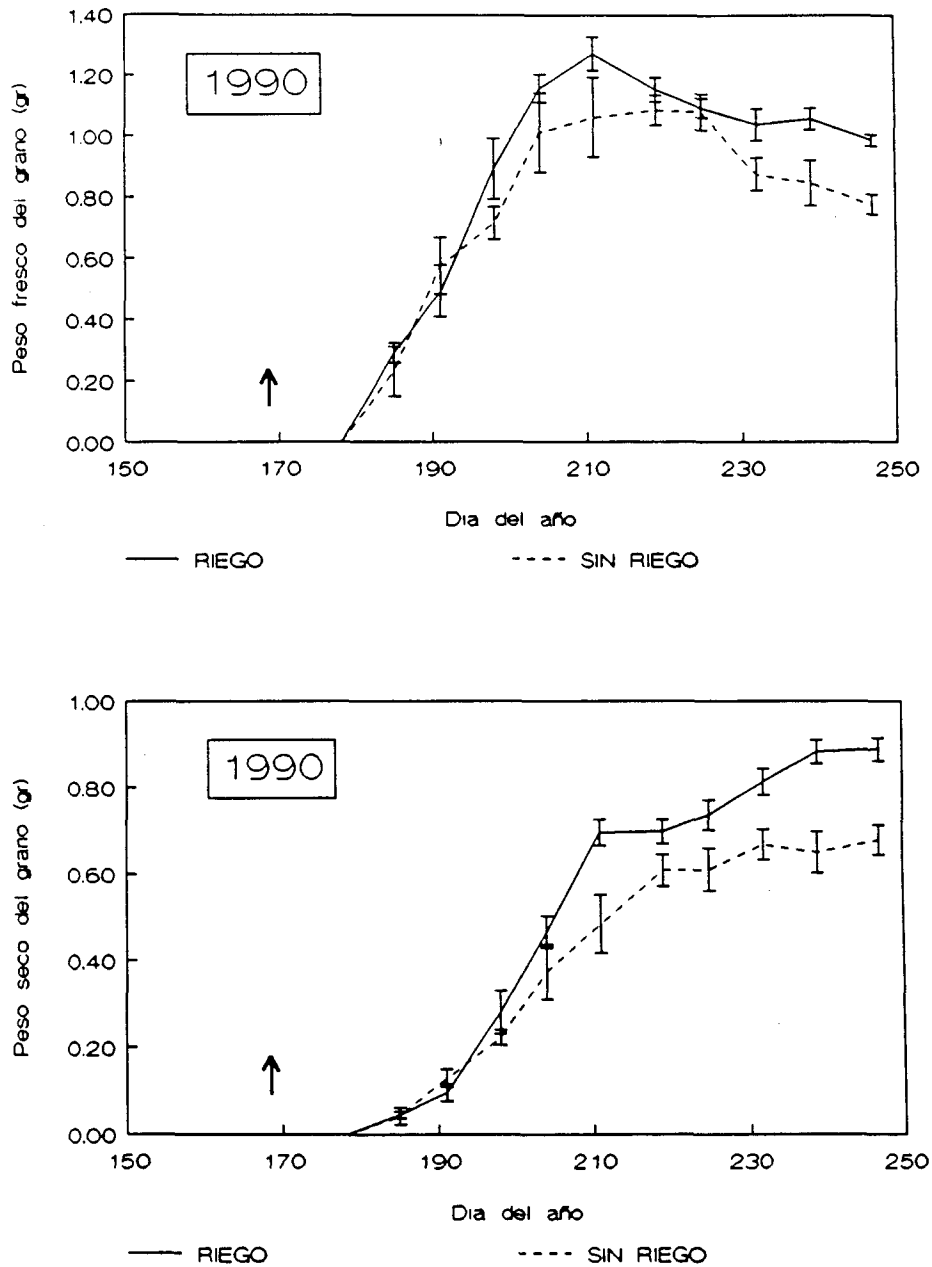 Peso fresco del grano (gr)
1.40
1.20
1.00
0.80
0.60
0.40
0.20
0.00
1990
150 170 190 210 230 250
Dia del año
RIEGO SIN RIEGO
Peso seco del grano (gr)
1.00
0.80
0.60
0.40
0.20
0.00
1990
150 170 190 210 230 250
Dia del año
RIEGO SIN RIEGO